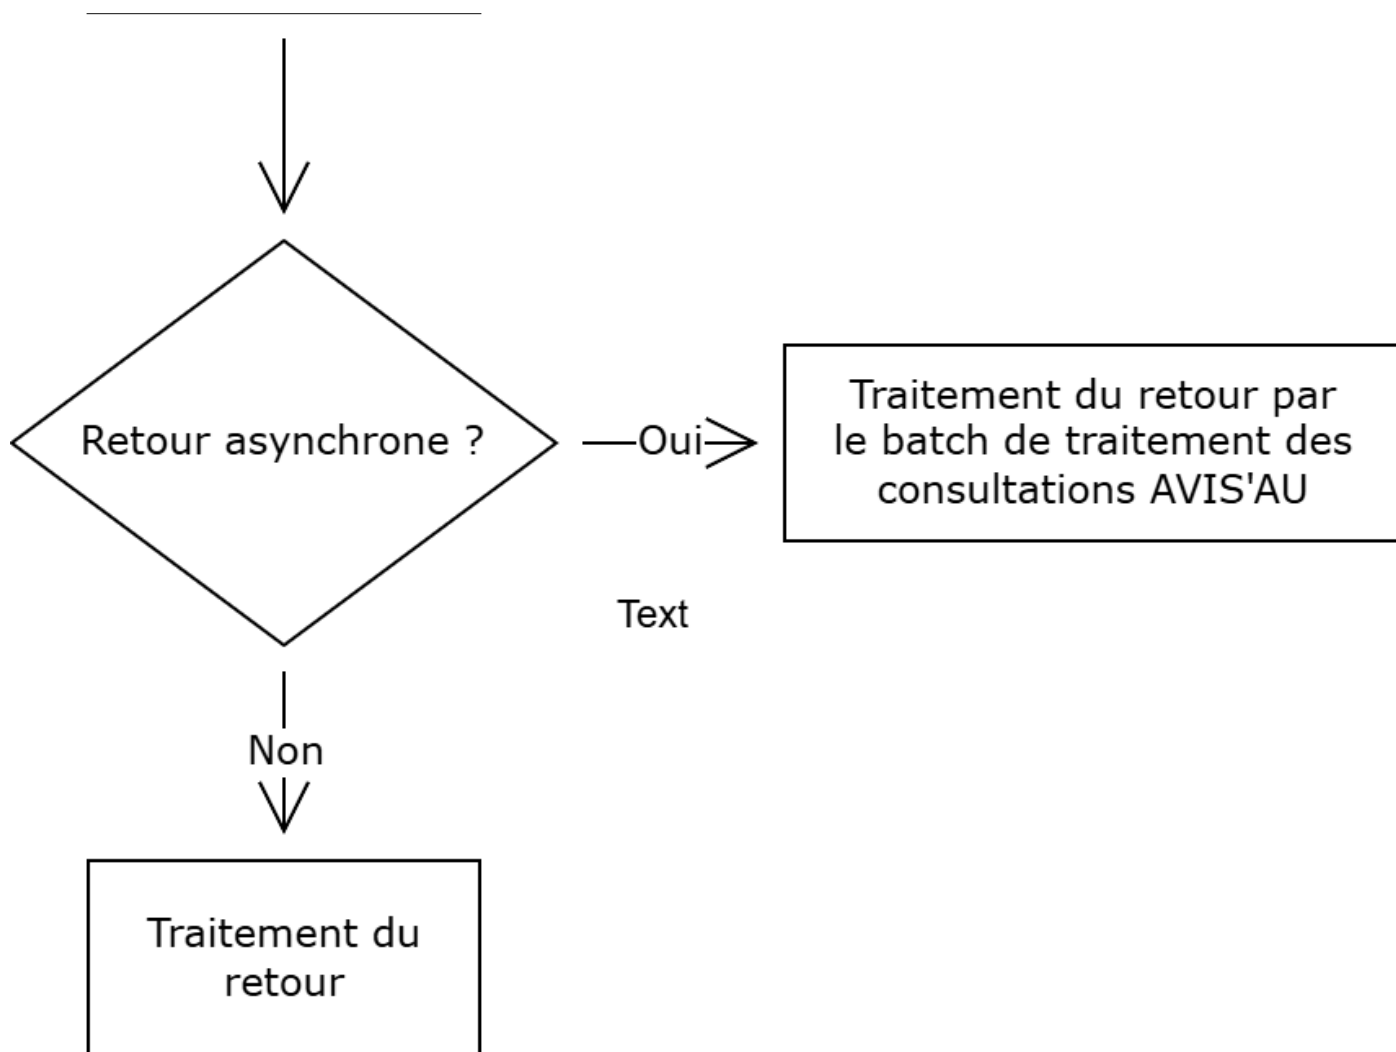 Retour asynchrone ?
Oui
Traitement du retour par
le batch de traitement des
consultations AVIS'AU
Text
Non
Traitement du
retour